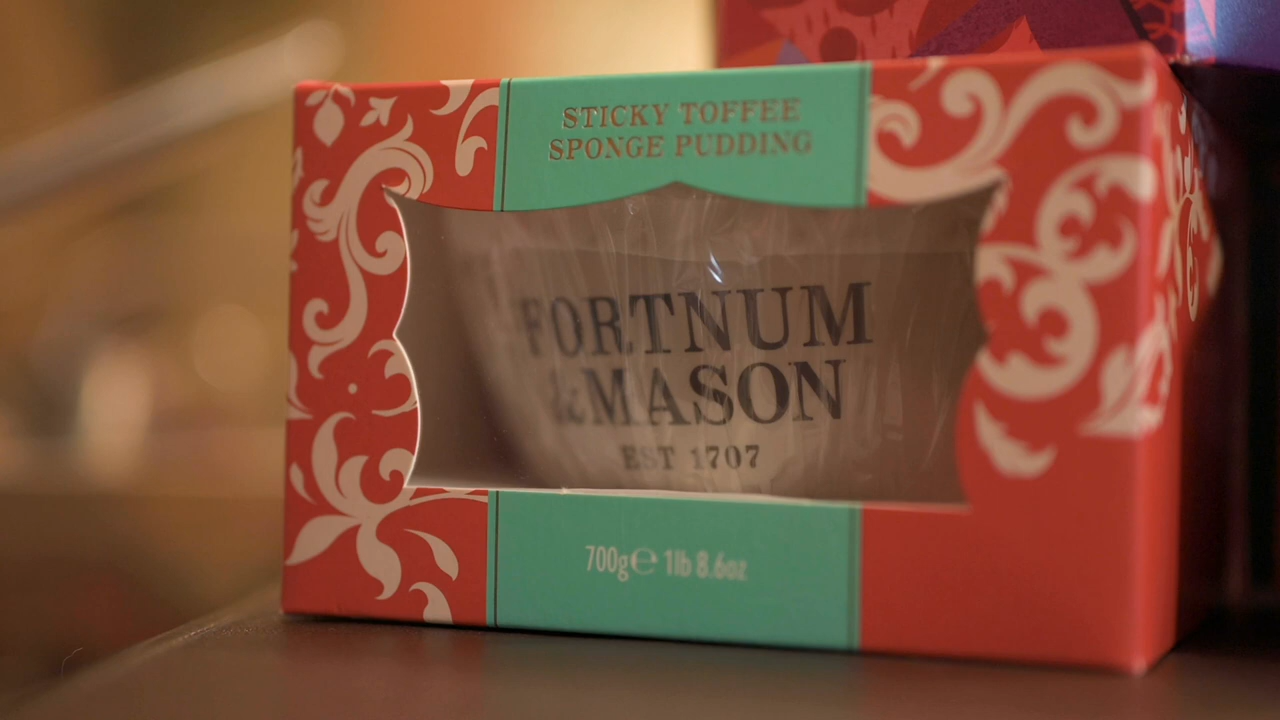 STICKY TOFFEE
SPONGE PUDDING
FORTNUM
& MASON
EST 1707
700g℮ 1lb 8.6oz